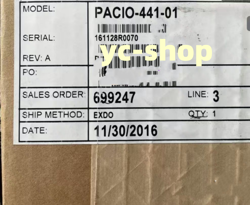 MODEL: PACIO-441-01
SERIAL: 161128R0070
REV: A
PO:
SALES ORDER: 699247 LINE: 3
SHIP METHOD: EXDO QTY: 1
DATE: 11/30/2016
yc-shop